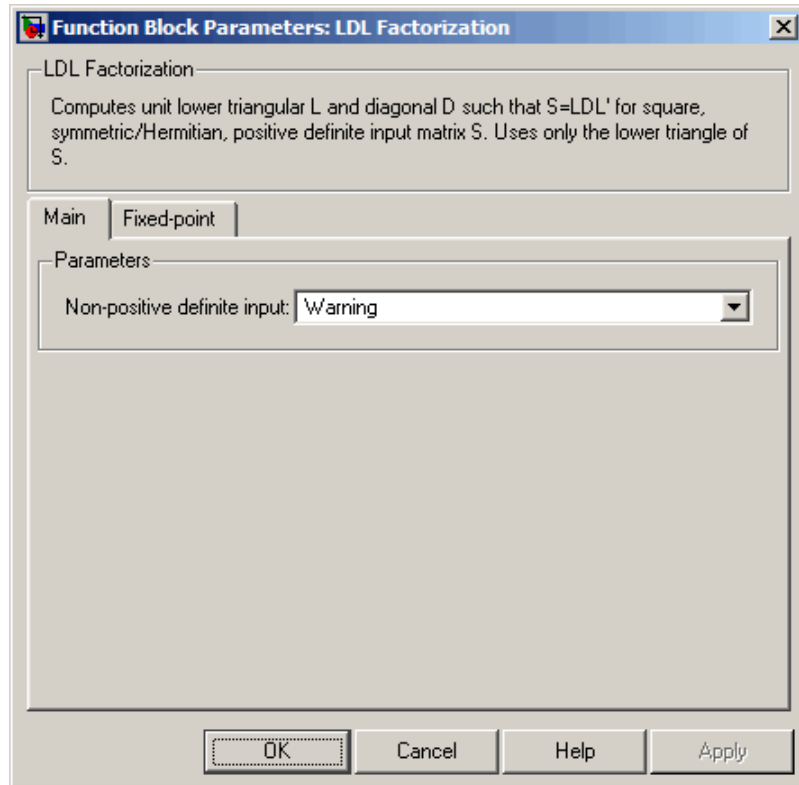 Function Block Parameters: LDL Factorization
LDL Factorization
Computes unit lower triangular L and diagonal D such that S=LDL' for square,
symmetric/Hermitian, positive definite input matrix S. Uses only the lower triangle of
S.
Main Fixed-point
Parameters
Non-positive definite input: Warning
OK Cancel Help Apply